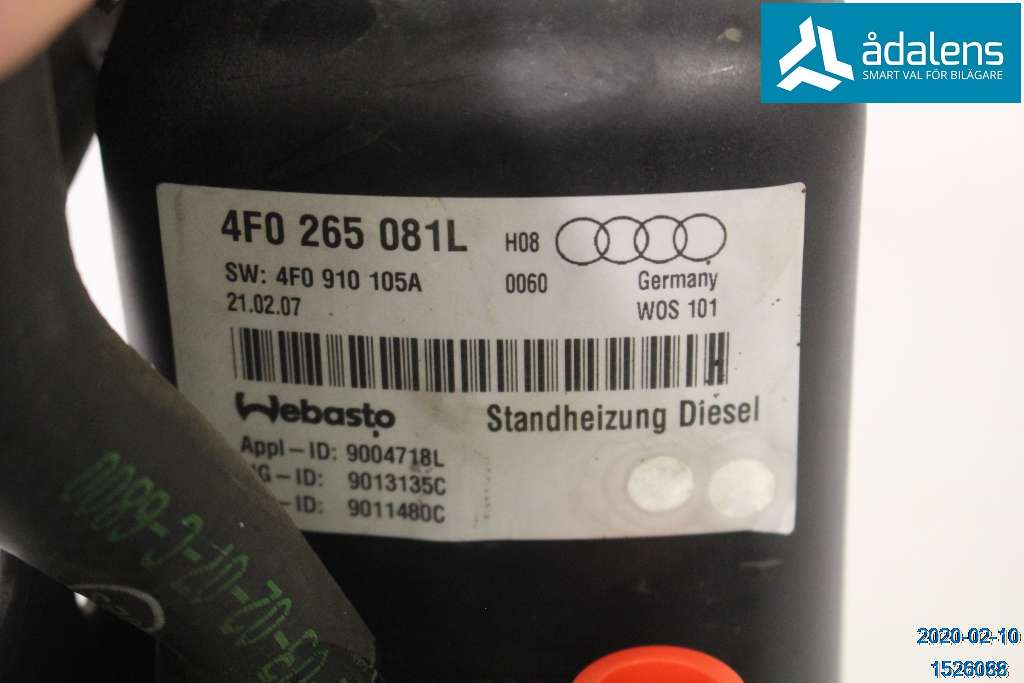 ådalens
SMART VAL FÖR BILÄGARE
4F0 265 081L H08
SW: 4F0 910 105A 0060 Germany
21.02.07 WOS 101
Webasto Standheizung Diesel
Appl-ID: 9004718L
G-ID: 9013135C
-ID: 9011480C
2020-02-10
1526088